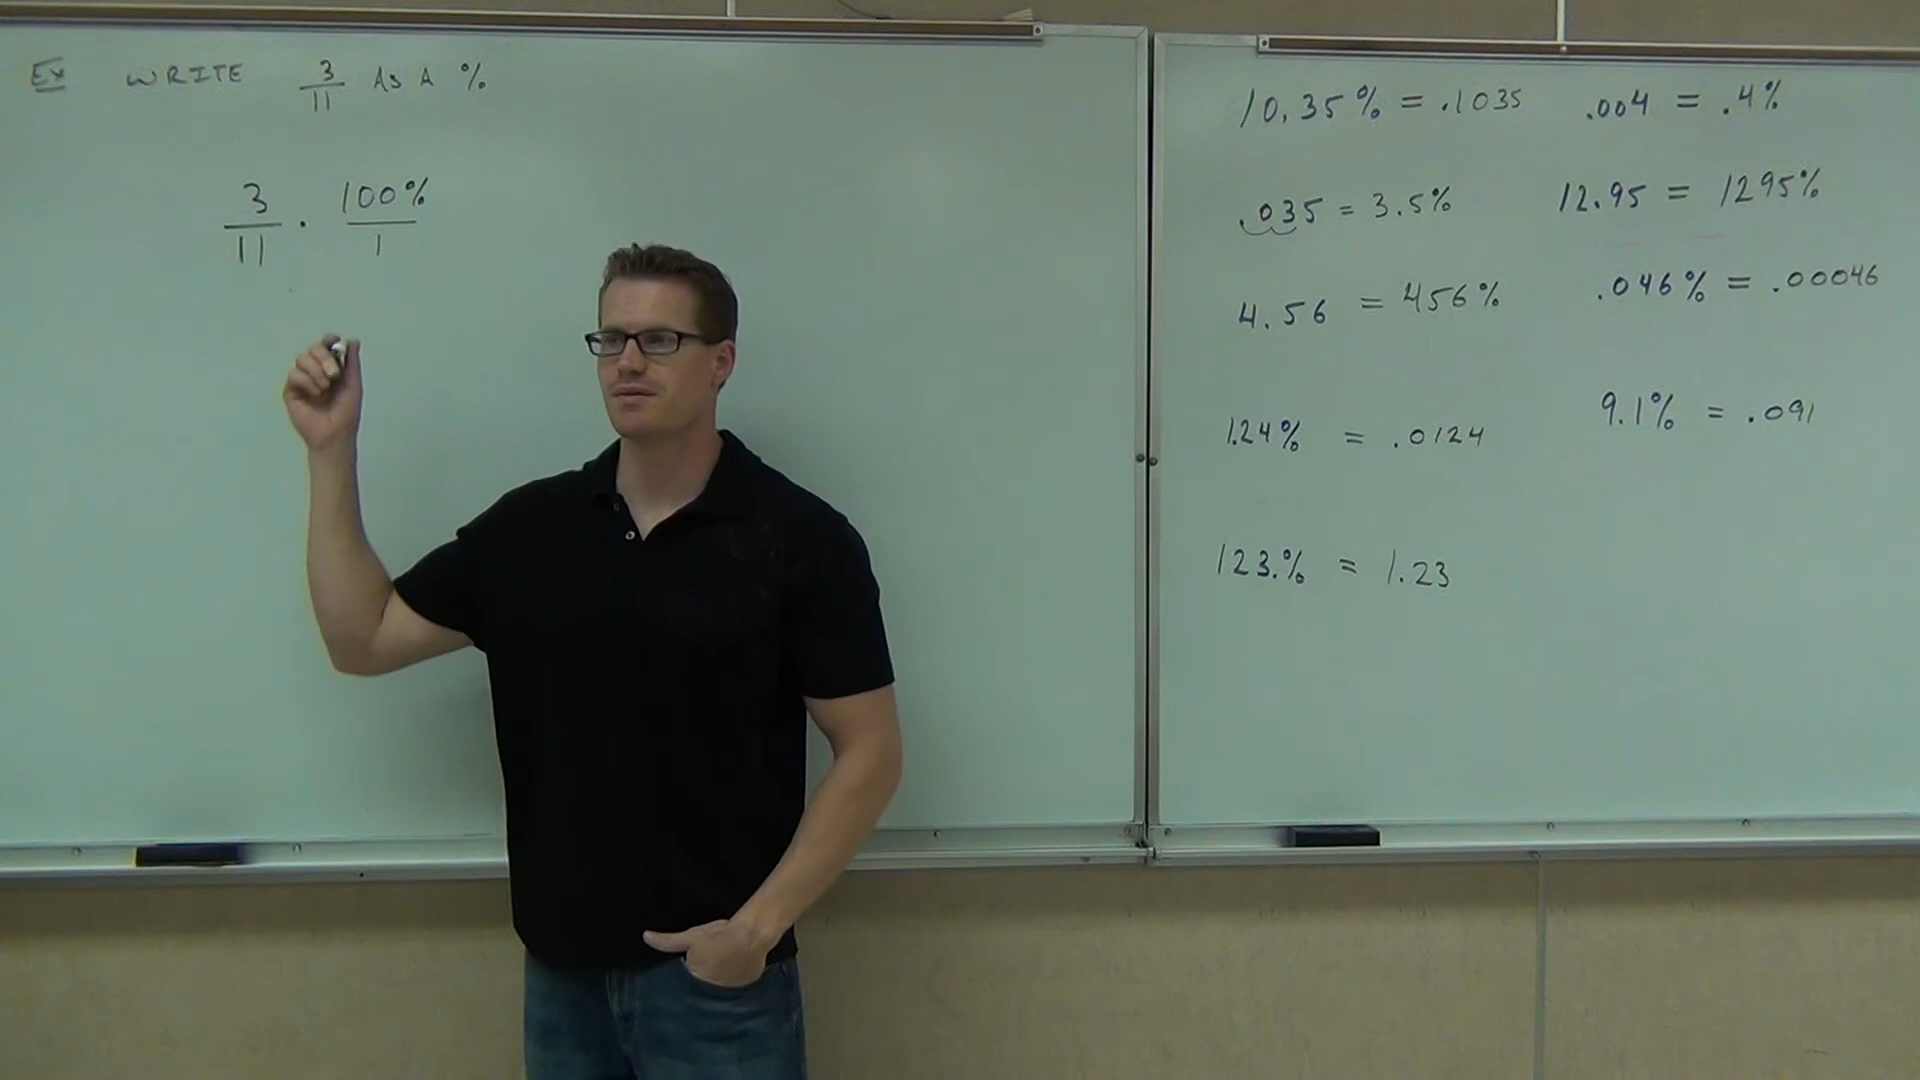 Ex WRITE 3/11 AS A %
3/11 · 100%/1
10.35% = .1035
.004 = .4%
.035 = 3.5%
12.95 = 1295%
4.56 = 456%
.046% = .00046
1.24% = .0124
9.1% = .091
123.% = 1.23